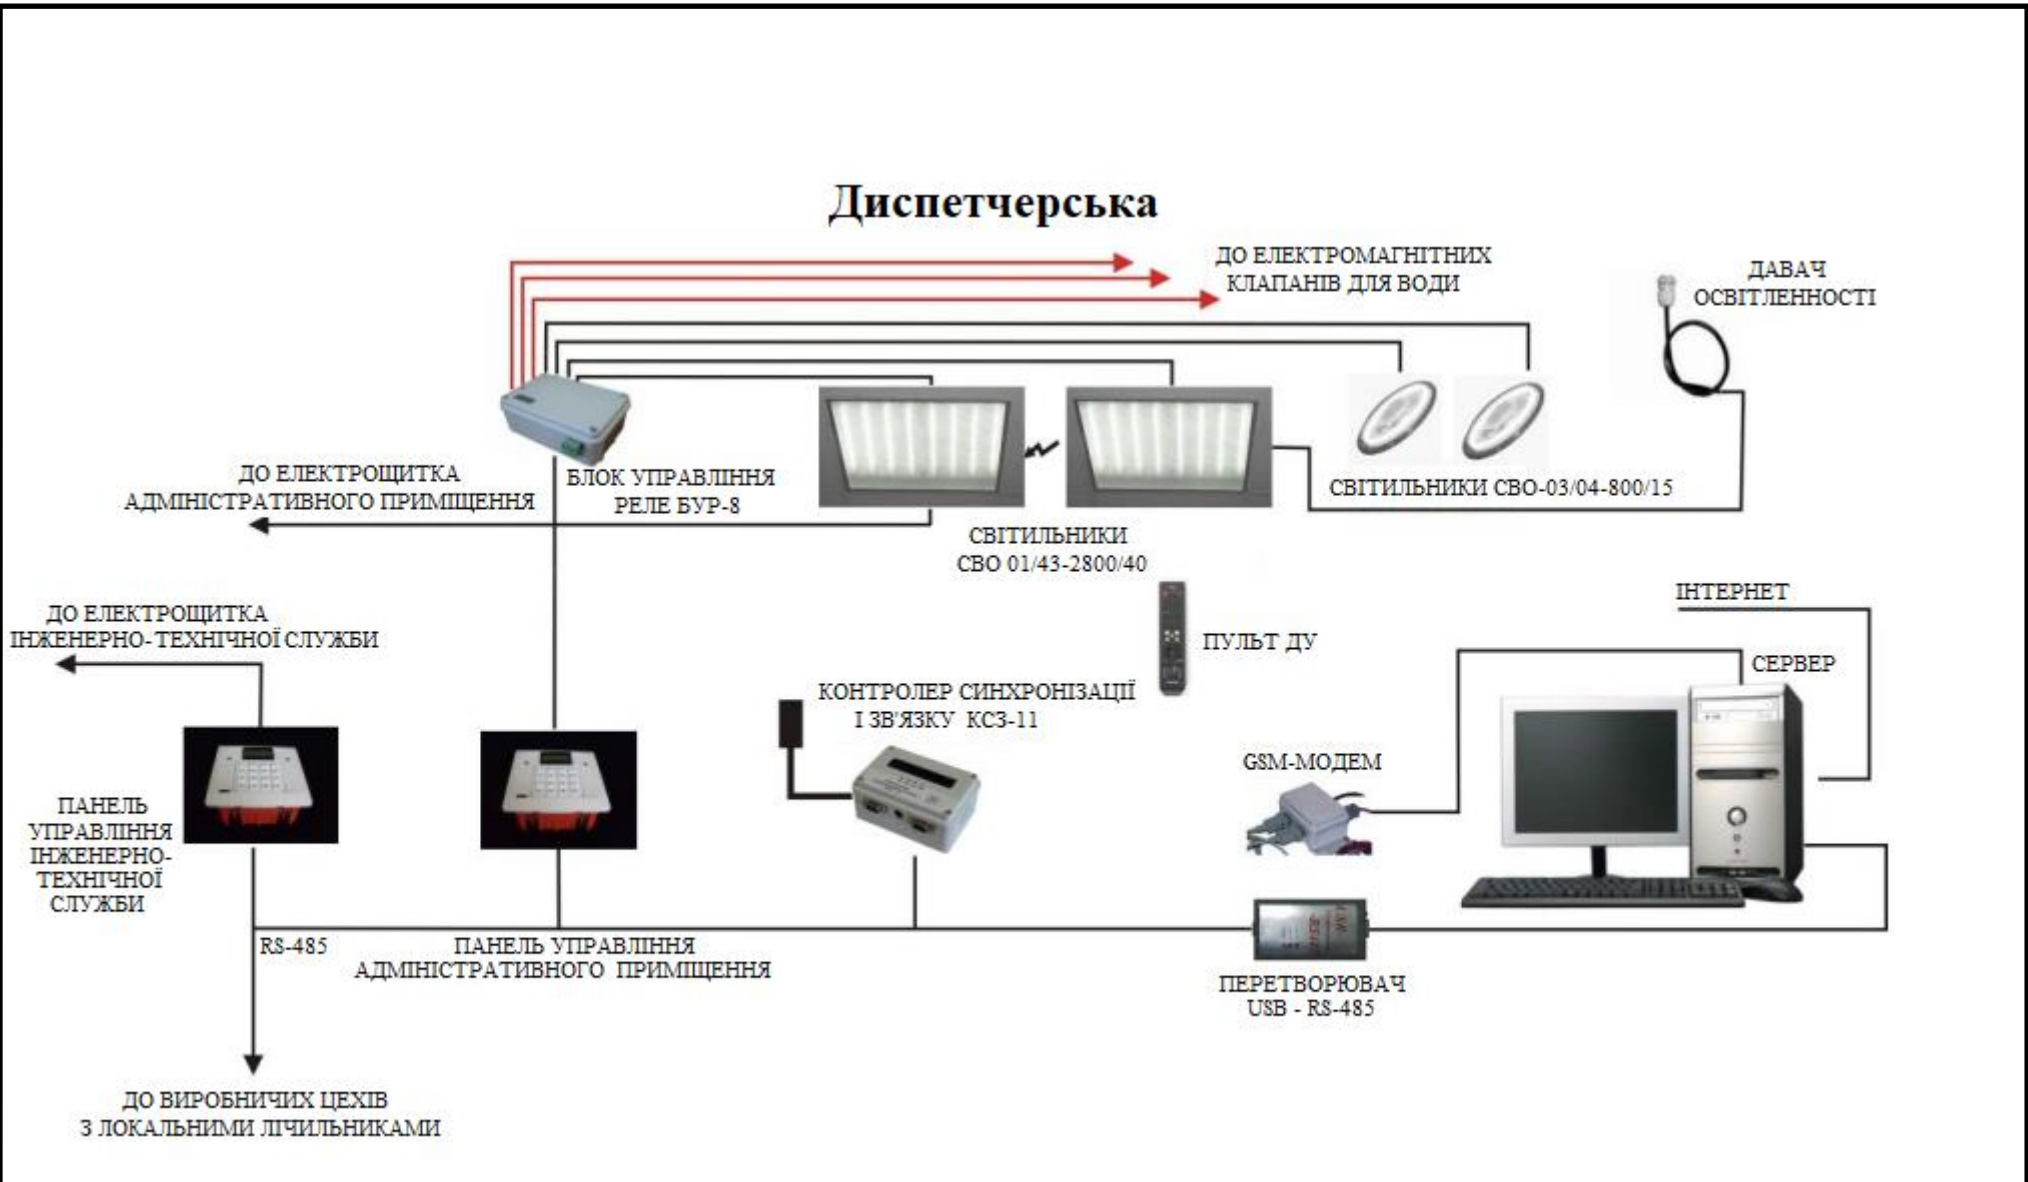 Диспетчерська
ДО ЕЛЕКТРОМАГНІТНИХ
КЛАПАНІВ ДЛЯ ВОДИ
ДАВАЧ
ОСВІТЛЕННОСТІ
ДО ЕЛЕКТРОЩИТКА
АДМІНІСТРАТИВНОГО ПРИМІЩЕННЯ
БЛОК УПРАВЛІННЯ
РЕЛЕ БУР-8
СВІТИЛЬНИКИ СВО-03/04-800/15
СВІТИЛЬНИКИ
СВО 01/43-2800/40
ДО ЕЛЕКТРОЩИТКА
ІНЖЕНЕРНО- ТЕХНІЧНОЇ СЛУЖБИ
ПУЛЬТ ДУ
ІНТЕРНЕТ
СЕРВЕР
КОНТРОЛЕР СИНХРОНІЗАЦІЇ
І ЗВ'ЯЗКУ КСЗ-11
GSM-МОДЕМ
ПАНЕЛЬ
УПРАВЛІННЯ
ІНЖЕНЕРНО-
ТЕХНІЧНОЇ
СЛУЖБИ
RS-485
ПАНЕЛЬ УПРАВЛІННЯ
АДМІНІСТРАТИВНОГО ПРИМІЩЕННЯ
ПЕРЕТВОРЮВАЧ
USB - RS-485
ДО ВИРОБНИЧИХ ЦЕХІВ
З ЛОКАЛЬНИМИ ЛІЧИЛЬНИКАМИ